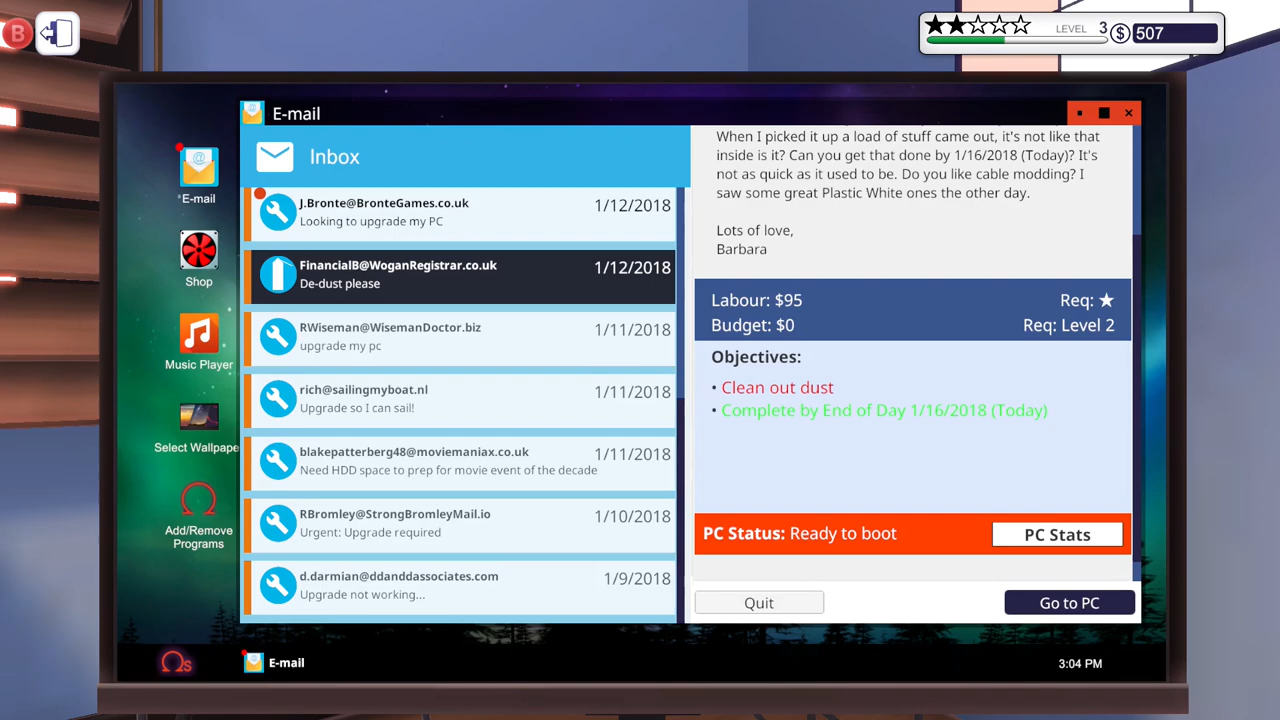 B
LEVEL 3
$ 507
E-mail
Inbox
J.Bronte@BronteGames.co.uk 1/12/2018
Looking to upgrade my PC
FinancialB@WoganRegistrar.co.uk 1/12/2018
De-dust please
RWiseman@WisemanDoctor.biz 1/11/2018
upgrade my pc
rich@sailingmyboat.nl 1/11/2018
Upgrade so I can sail!
blakepatterberg48@moviemaniax.co.uk 1/11/2018
Need HDD space to prep for movie event of the decade
RBromley@StrongBromleyMail.io 1/10/2018
Urgent: Upgrade required
d.darmian@ddanddassociates.com 1/9/2018
Upgrade not working...
When I picked it up a load of stuff came out, it's not like that
inside is it? Can you get that done by 1/16/2018 (Today)? It's
not as quick as it used to be. Do you like cable modding? I
saw some great Plastic White ones the other day.
Lots of love,
Barbara
Labour: $95 Req: ★
Budget: $0 Req: Level 2
Objectives:
• Clean out dust
• Complete by End of Day 1/16/2018 (Today)
PC Status: Ready to boot PC Stats
Quit Go to PC
E-mail
Shop
Music Player
Select Wallpape
Add/Remove
Programs
Ωs
E-mail
3:04 PM